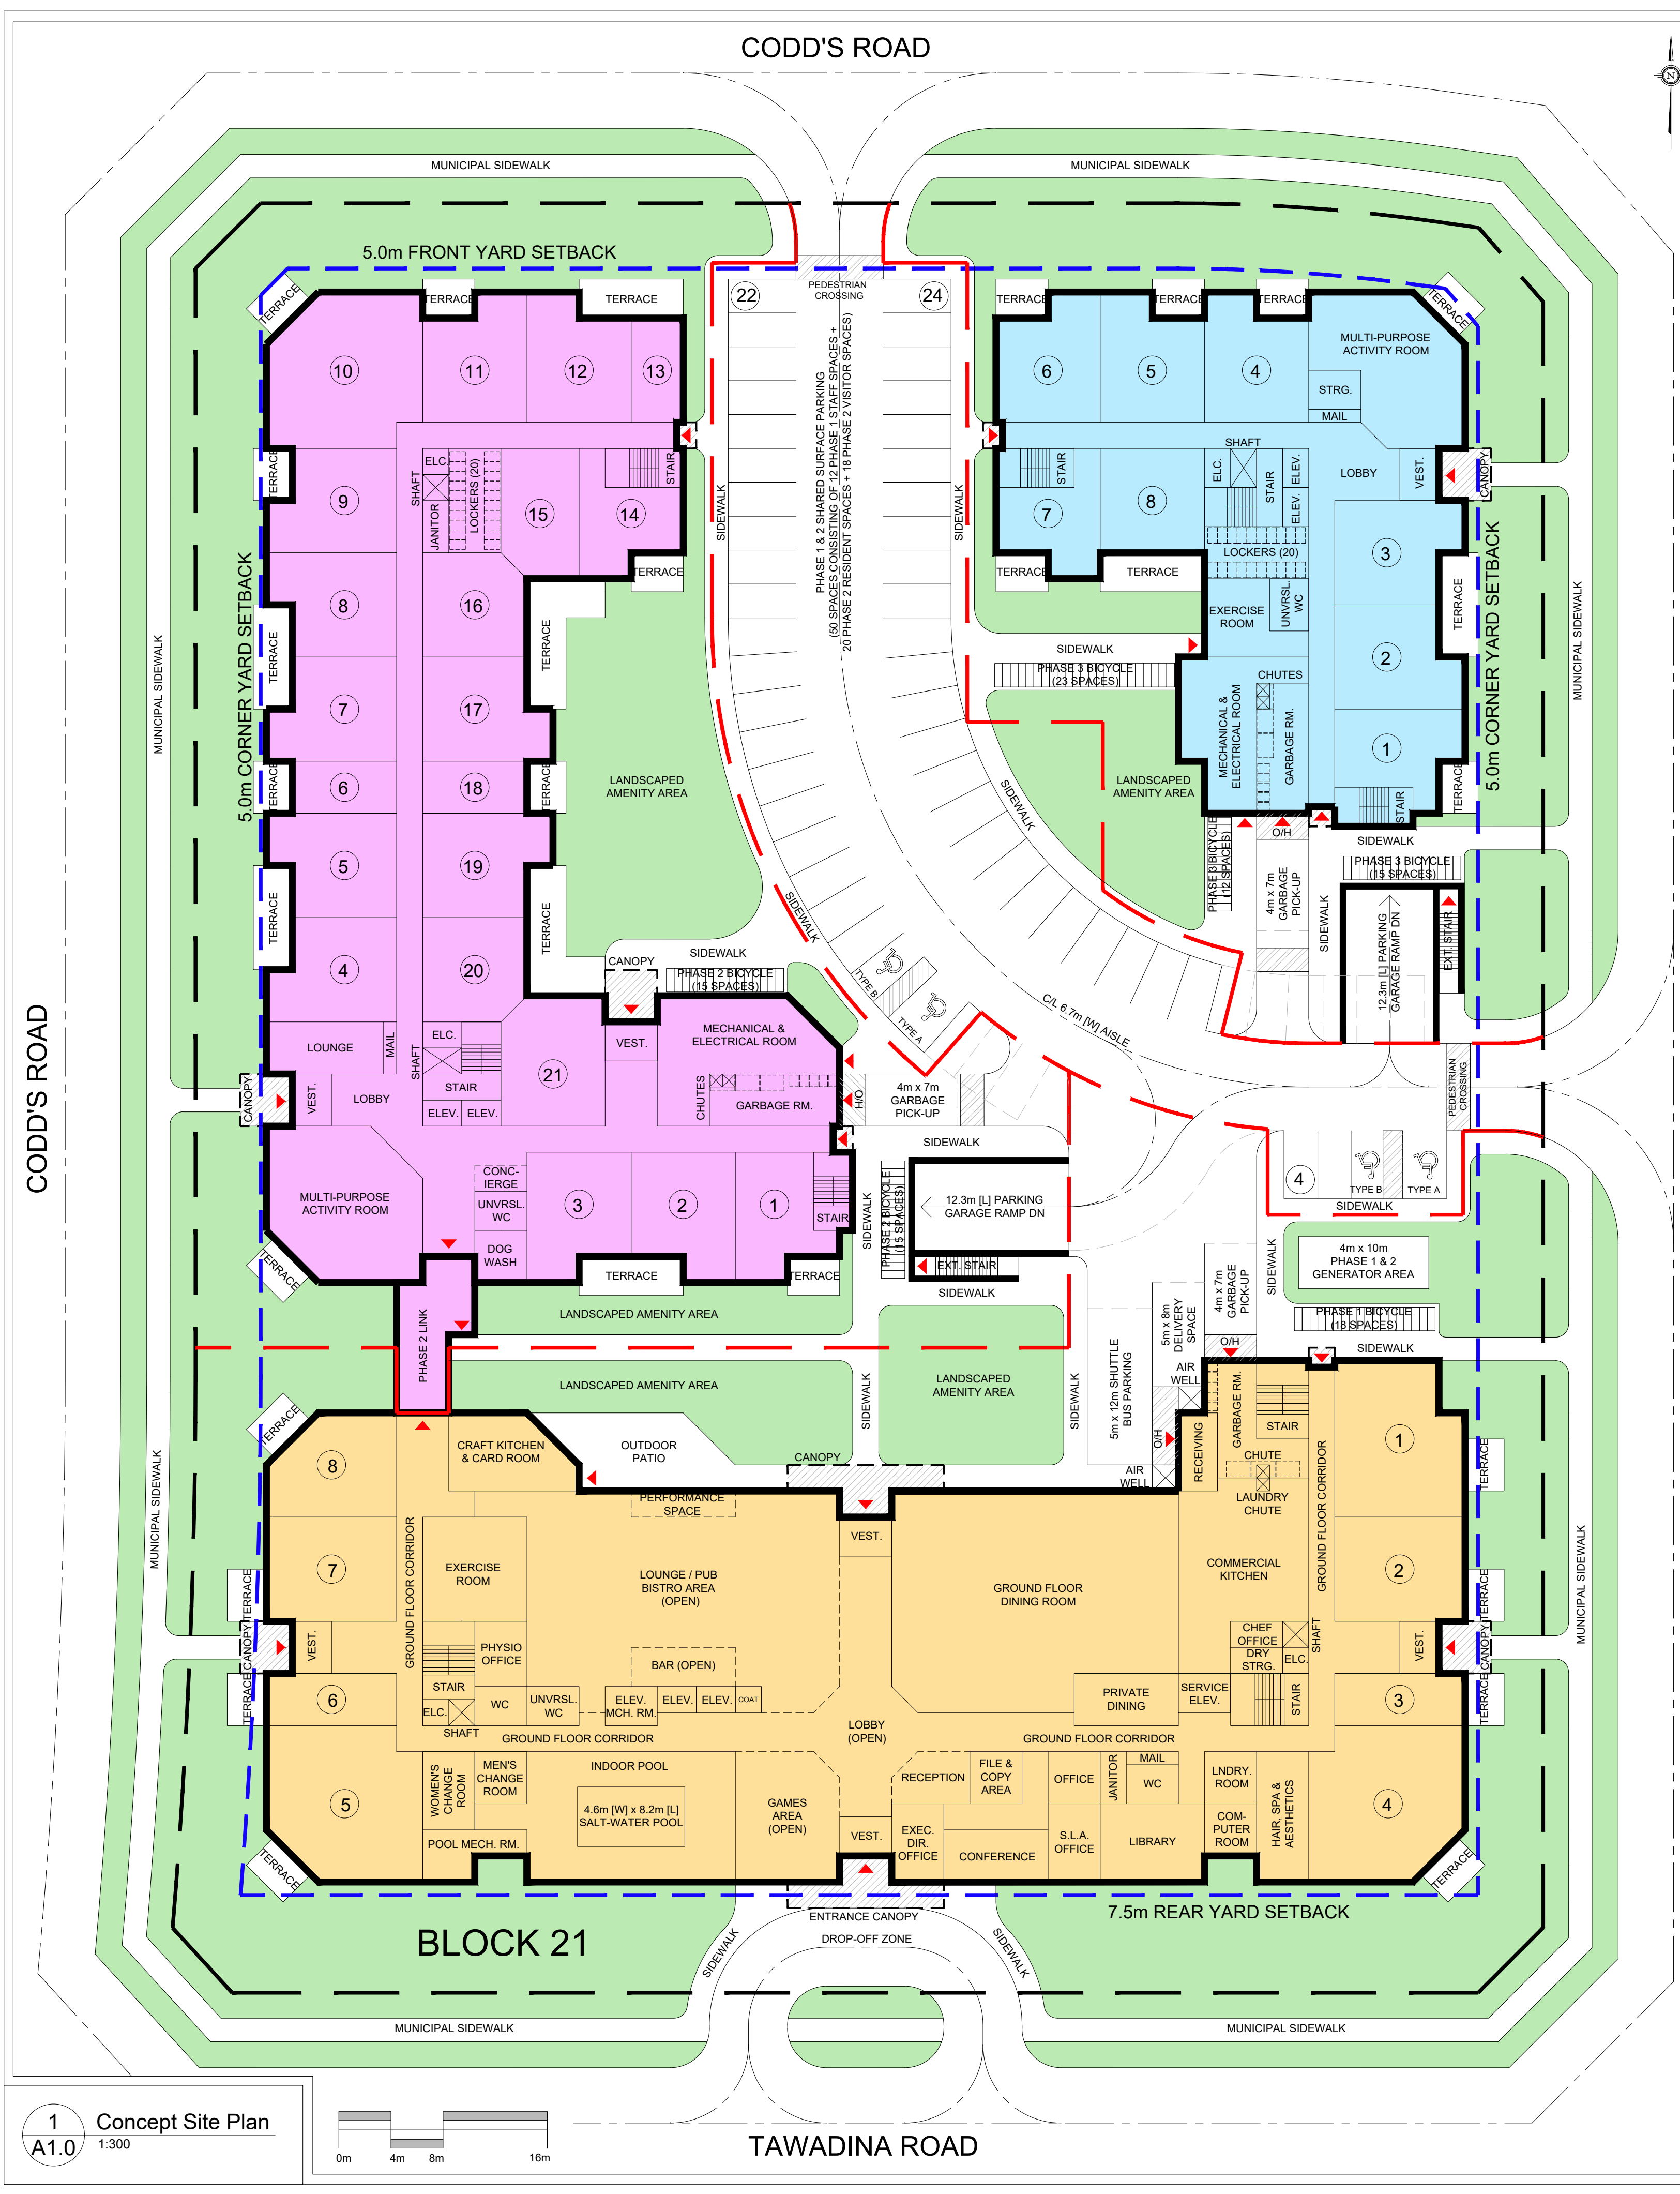 CODD'S ROAD
N
MUNICIPAL SIDEWALK
MUNICIPAL SIDEWALK
5.0m FRONT YARD SETBACK
TERRACE
TERRACE
TERRACE
22
PEDESTRIAN
CROSSING
24
TERRACE
TERRACE
TERRACE
TERRACE
10
11
12
13
PHASE 1 & 2 SHARED SURFACE PARKING
(50 SPACES CONSISTING OF 12 PHASE 1 STAFF SPACES +
20 PHASE 2 RESIDENT SPACES + 18 PHASE 2 VISITOR SPACES)
6
5
4
MULTI-PURPOSE
ACTIVITY ROOM
STRG.
MAIL
TERRACE
9
SHAFT
ELC.
JANITOR
LOCKERS (20)
15
14
STAIR
TERRACE
SIDEWALK
SIDEWALK
STAIR
7
8
SHAFT
ELC.
STAIR
ELEV.
ELEV.
LOBBY
VEST.
CANOPY
LOCKERS (20)
3
TERRACE
TERRACE
5.0m CORNER YARD SETBACK
MUNICIPAL SIDEWALK
8
TERRACE
16
TERRACE
7
17
TERRACE
6
18
TERRACE
5
19
TERRACE
4
20
TERRACE
LANDSCAPED
AMENITY AREA
EXERCISE
ROOM
UNVRSL.
WC
TERRACE
2
5.0m CORNER YARD SETBACK
MUNICIPAL SIDEWALK
SIDEWALK
PHASE 3 BICYCLE
(23 SPACES)
CHUTES
MECHANICAL &
ELECTRICAL ROOM
GARBAGE RM.
1
TERRACE
STAIR
LANDSCAPED
AMENITY AREA
SIDEWALK
O/H
PHASE 3 BICYCLE
(12 SPACES)
SIDEWALK
PHASE 3 BICYCLE
(15 SPACES)
4m x 7m
GARBAGE
PICK-UP
SIDEWALK
12.3m [L] PARKING
GARAGE RAMP DN
EXT. STAIR
SIDEWALK
SIDEWALK
CANOPY
PHASE 2 BICYCLE
(15 SPACES)
TYPE B
TYPE A
C/L 6.7m [W] AISLE
CODD'S ROAD
LOUNGE
MAIL
SHAFT
ELC.
STAIR
ELEV.
ELEV.
21
VEST.
MECHANICAL &
ELECTRICAL ROOM
CHUTES
GARBAGE RM.
O/H
4m x 7m
GARBAGE
PICK-UP
CANOPY
VEST.
LOBBY
PEDESTRIAN
CROSSING
SIDEWALK
MULTI-PURPOSE
ACTIVITY ROOM
CONC-
IERGE
UNVRSL.
WC
DOG
WASH
3
2
1
STAIR
SIDEWALK
PHASE 2 BICYCLE
(15 SPACES)
12.3m [L] PARKING
GARAGE RAMP DN
EXT. STAIR
SIDEWALK
4
TYPE B
TYPE A
SIDEWALK
TERRACE
TERRACE
TERRACE
LANDSCAPED AMENITY AREA
PHASE 2 LINK
LANDSCAPED AMENITY AREA
SIDEWALK
LANDSCAPED
AMENITY AREA
SIDEWALK
5m x 12m SHUTTLE
BUS PARKING
5m x 8m
DELIVERY
SPACE
4m x 7m
GARBAGE
PICK-UP
SIDEWALK
4m x 10m
PHASE 1 & 2
GENERATOR AREA
PHASE 1 BICYCLE
(18 SPACES)
SIDEWALK
O/H
AIR
WELL
O/H
AIR
WELL
TERRACE
8
CRAFT KITCHEN
& CARD ROOM
OUTDOOR
PATIO
CANOPY
RECEIVING
GARBAGE RM.
STAIR
CHUTE
LAUNDRY
CHUTE
GROUND FLOOR CORRIDOR
1
TERRACE
MUNICIPAL SIDEWALK
PERFORMANCE
SPACE
VEST.
7
GROUND FLOOR CORRIDOR
EXERCISE
ROOM
LOUNGE / PUB
BISTRO AREA
(OPEN)
GROUND FLOOR
DINING ROOM
COMMERCIAL
KITCHEN
2
TERRACE
MUNICIPAL SIDEWALK
TERRACE
CANOPY
VEST.
TERRACE
6
STAIR
ELC.
SHAFT
PHYSIO
OFFICE
WC
UNVRSL.
WC
BAR (OPEN)
ELEV.
MCH. RM.
ELEV.
ELEV.
COAT
PRIVATE
DINING
SERVICE
ELEV.
CHEF
OFFICE
DRY
STRG.
ELC.
SHAFT
STAIR
VEST.
CANOPY
3
TERRACE
GROUND FLOOR CORRIDOR
LOBBY
(OPEN)
GROUND FLOOR CORRIDOR
5
WOMEN'S
CHANGE
ROOM
MEN'S
CHANGE
ROOM
POOL MECH. RM.
INDOOR POOL
4.6m [W] x 8.2m [L]
SALT-WATER POOL
GAMES
AREA
(OPEN)
VEST.
RECEPTION
FILE &
COPY
AREA
EXEC.
DIR.
OFFICE
CONFERENCE
OFFICE
S.L.A.
OFFICE
JANITOR
MAIL
WC
LIBRARY
LNDRY.
ROOM
COM-
PUTER
ROOM
HAIR, SPA &
AESTHETICS
4
TERRACE
TERRACE
ENTRANCE CANOPY
7.5m REAR YARD SETBACK
BLOCK 21
SIDEWALK
DROP-OFF ZONE
SIDEWALK
MUNICIPAL SIDEWALK
MUNICIPAL SIDEWALK
1
A1.0
Concept Site Plan
1:300
0m
4m
8m
16m
TAWADINA ROAD